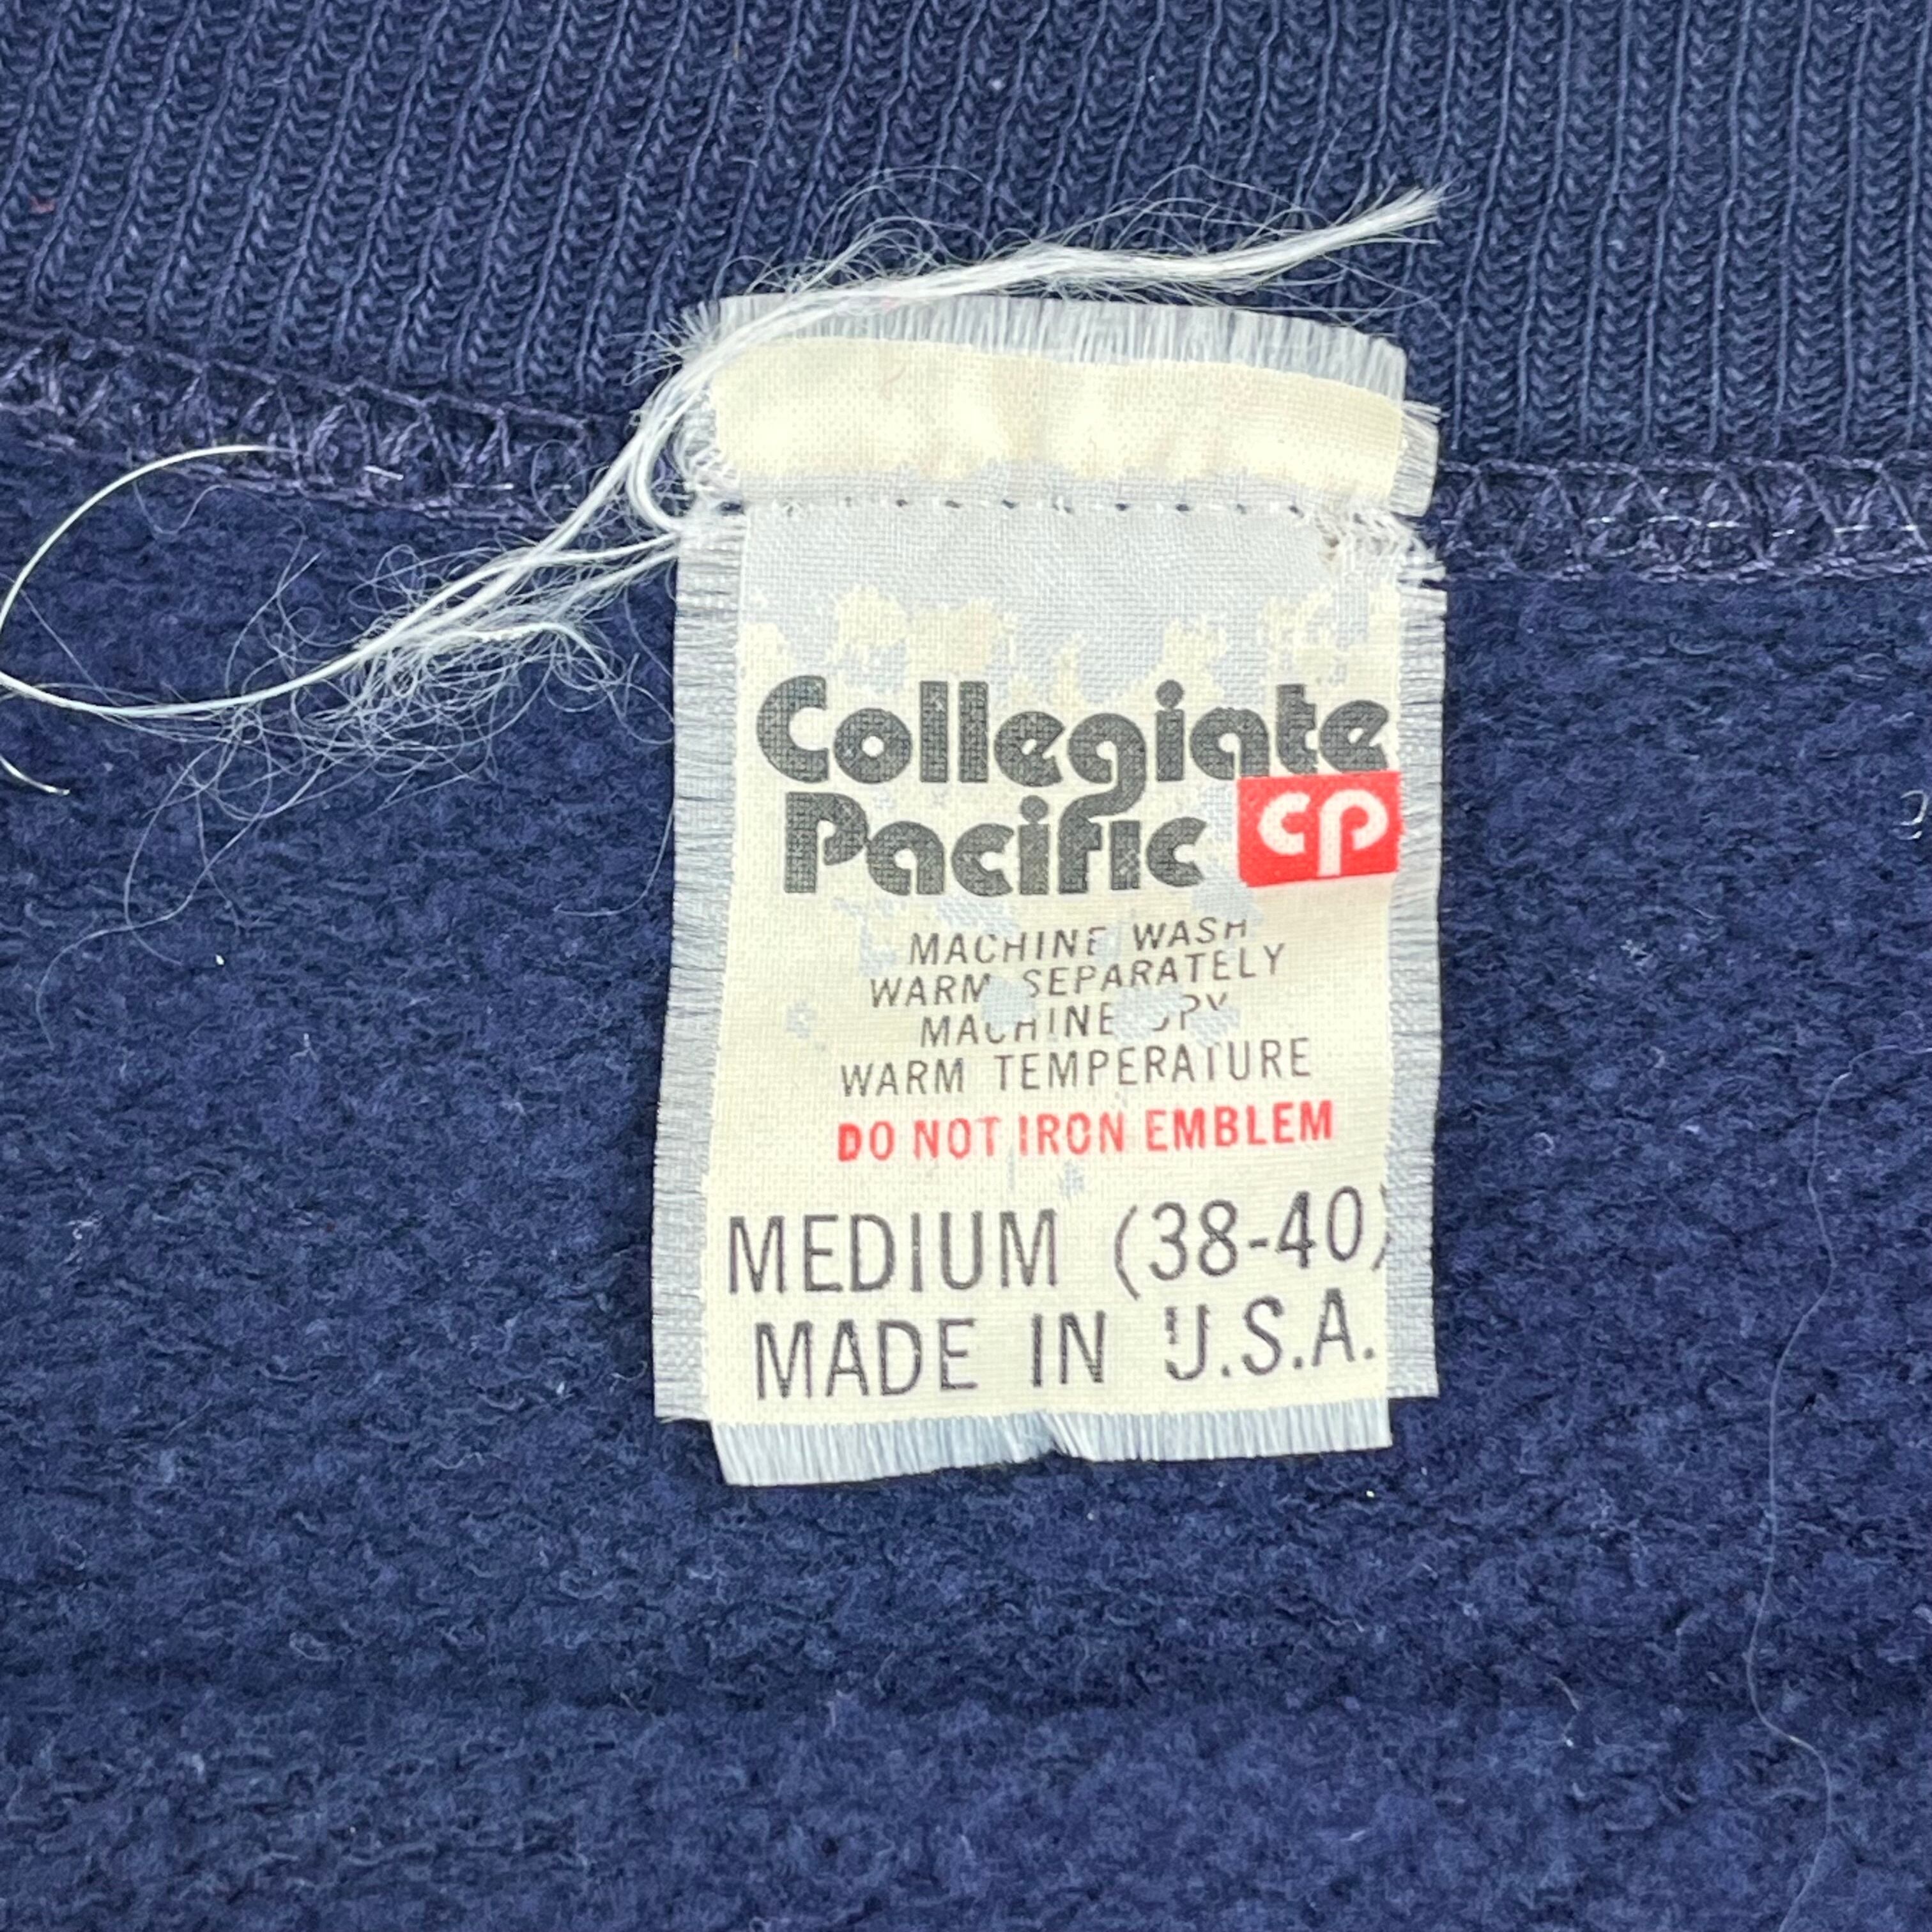 Collegiate
Pacific CP
MACHINE WASH
WARM SEPARATELY
MACHINE DRY
WARM TEMPERATURE
DO NOT IRON EMBLEM
MEDIUM (38-40)
MADE IN U.S.A.